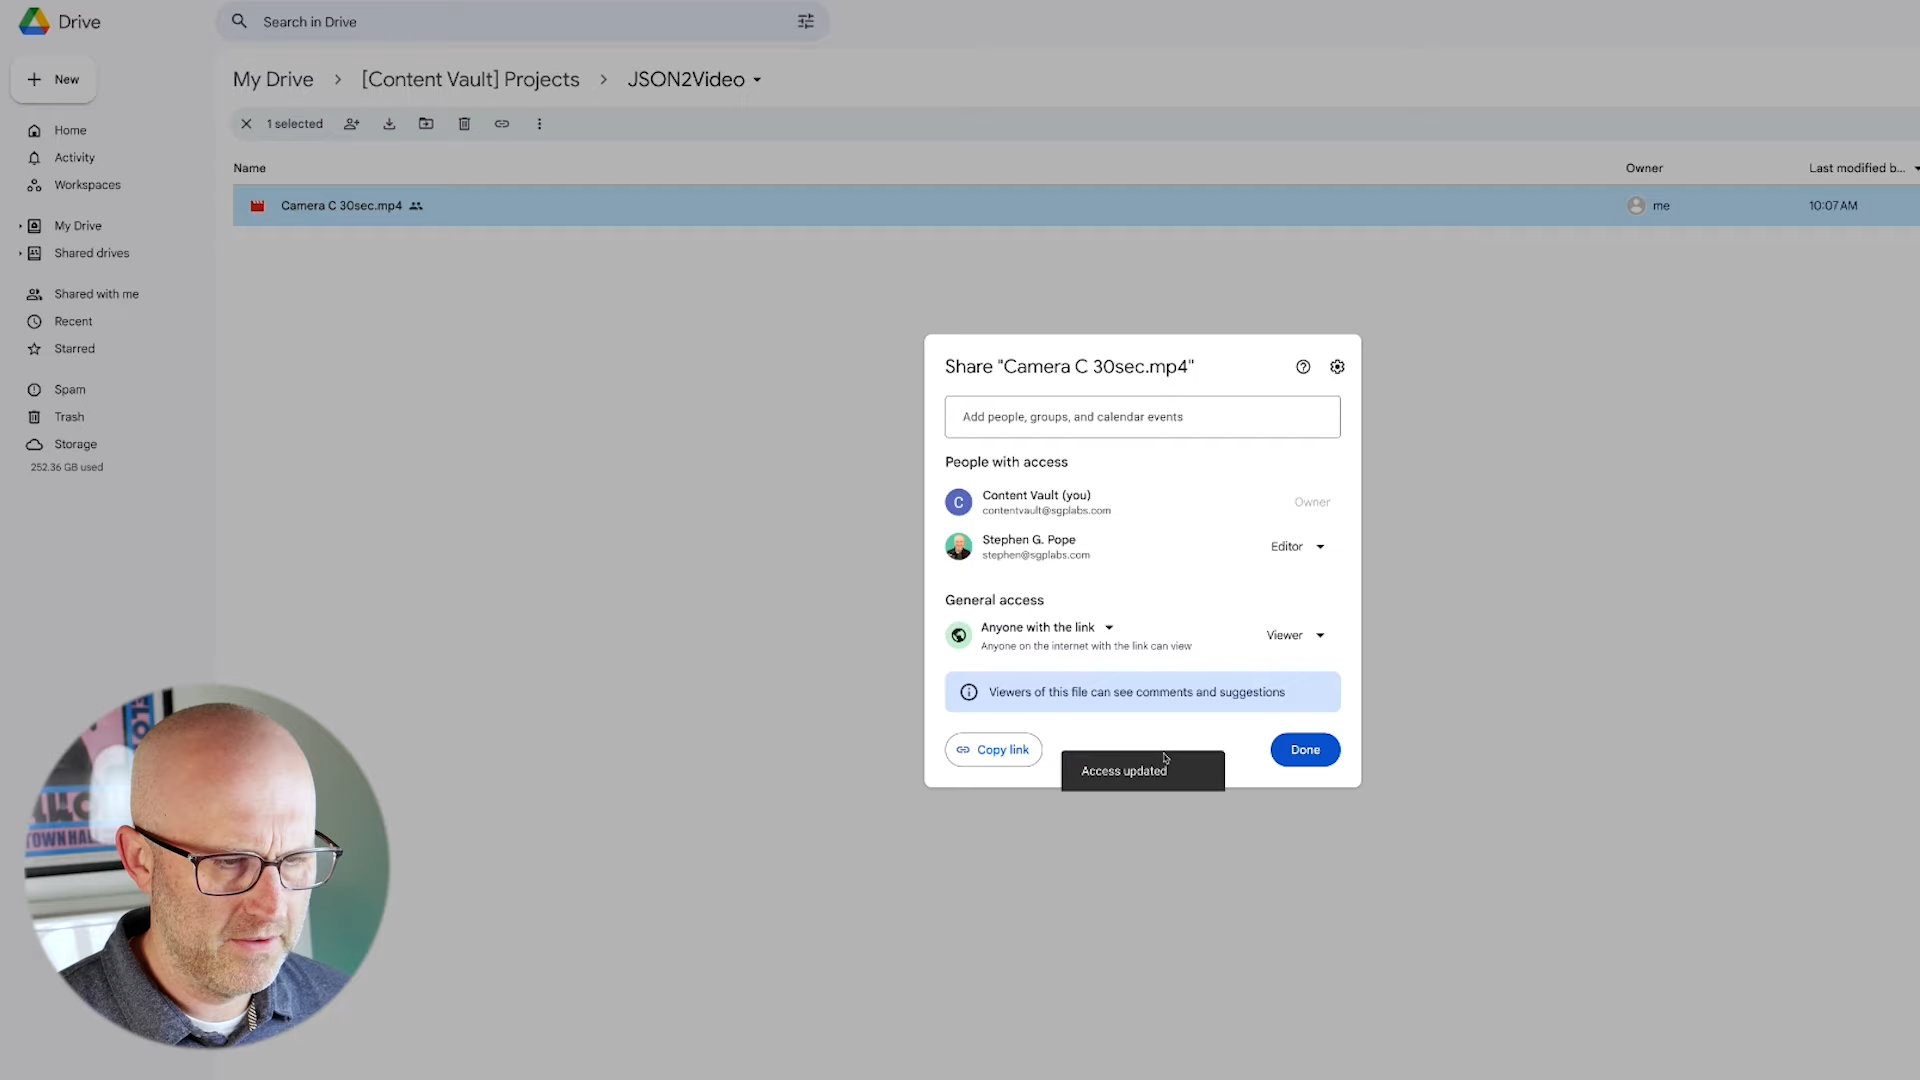 Drive
Search in Drive
New
My Drive > [Content Vault] Projects > JSON2Video
1 selected
Home
Activity
Workspaces
My Drive
Shared drives
Shared with me
Recent
Starred
Spam
Trash
Storage
252.36 GB used
Name
Owner
Last modified b...
Camera C 30sec.mp4
me
10:07 AM
Share "Camera C 30sec.mp4"
Add people, groups, and calendar events
People with access
C
Content Vault (you)
contentvault@sgplabs.com
Owner
Stephen G. Pope
stephen@sgplabs.com
Editor
General access
Anyone with the link
Anyone on the internet with the link can view
Viewer
Viewers of this file can see comments and suggestions
Copy link
Access updated
Done
TOWNHAL